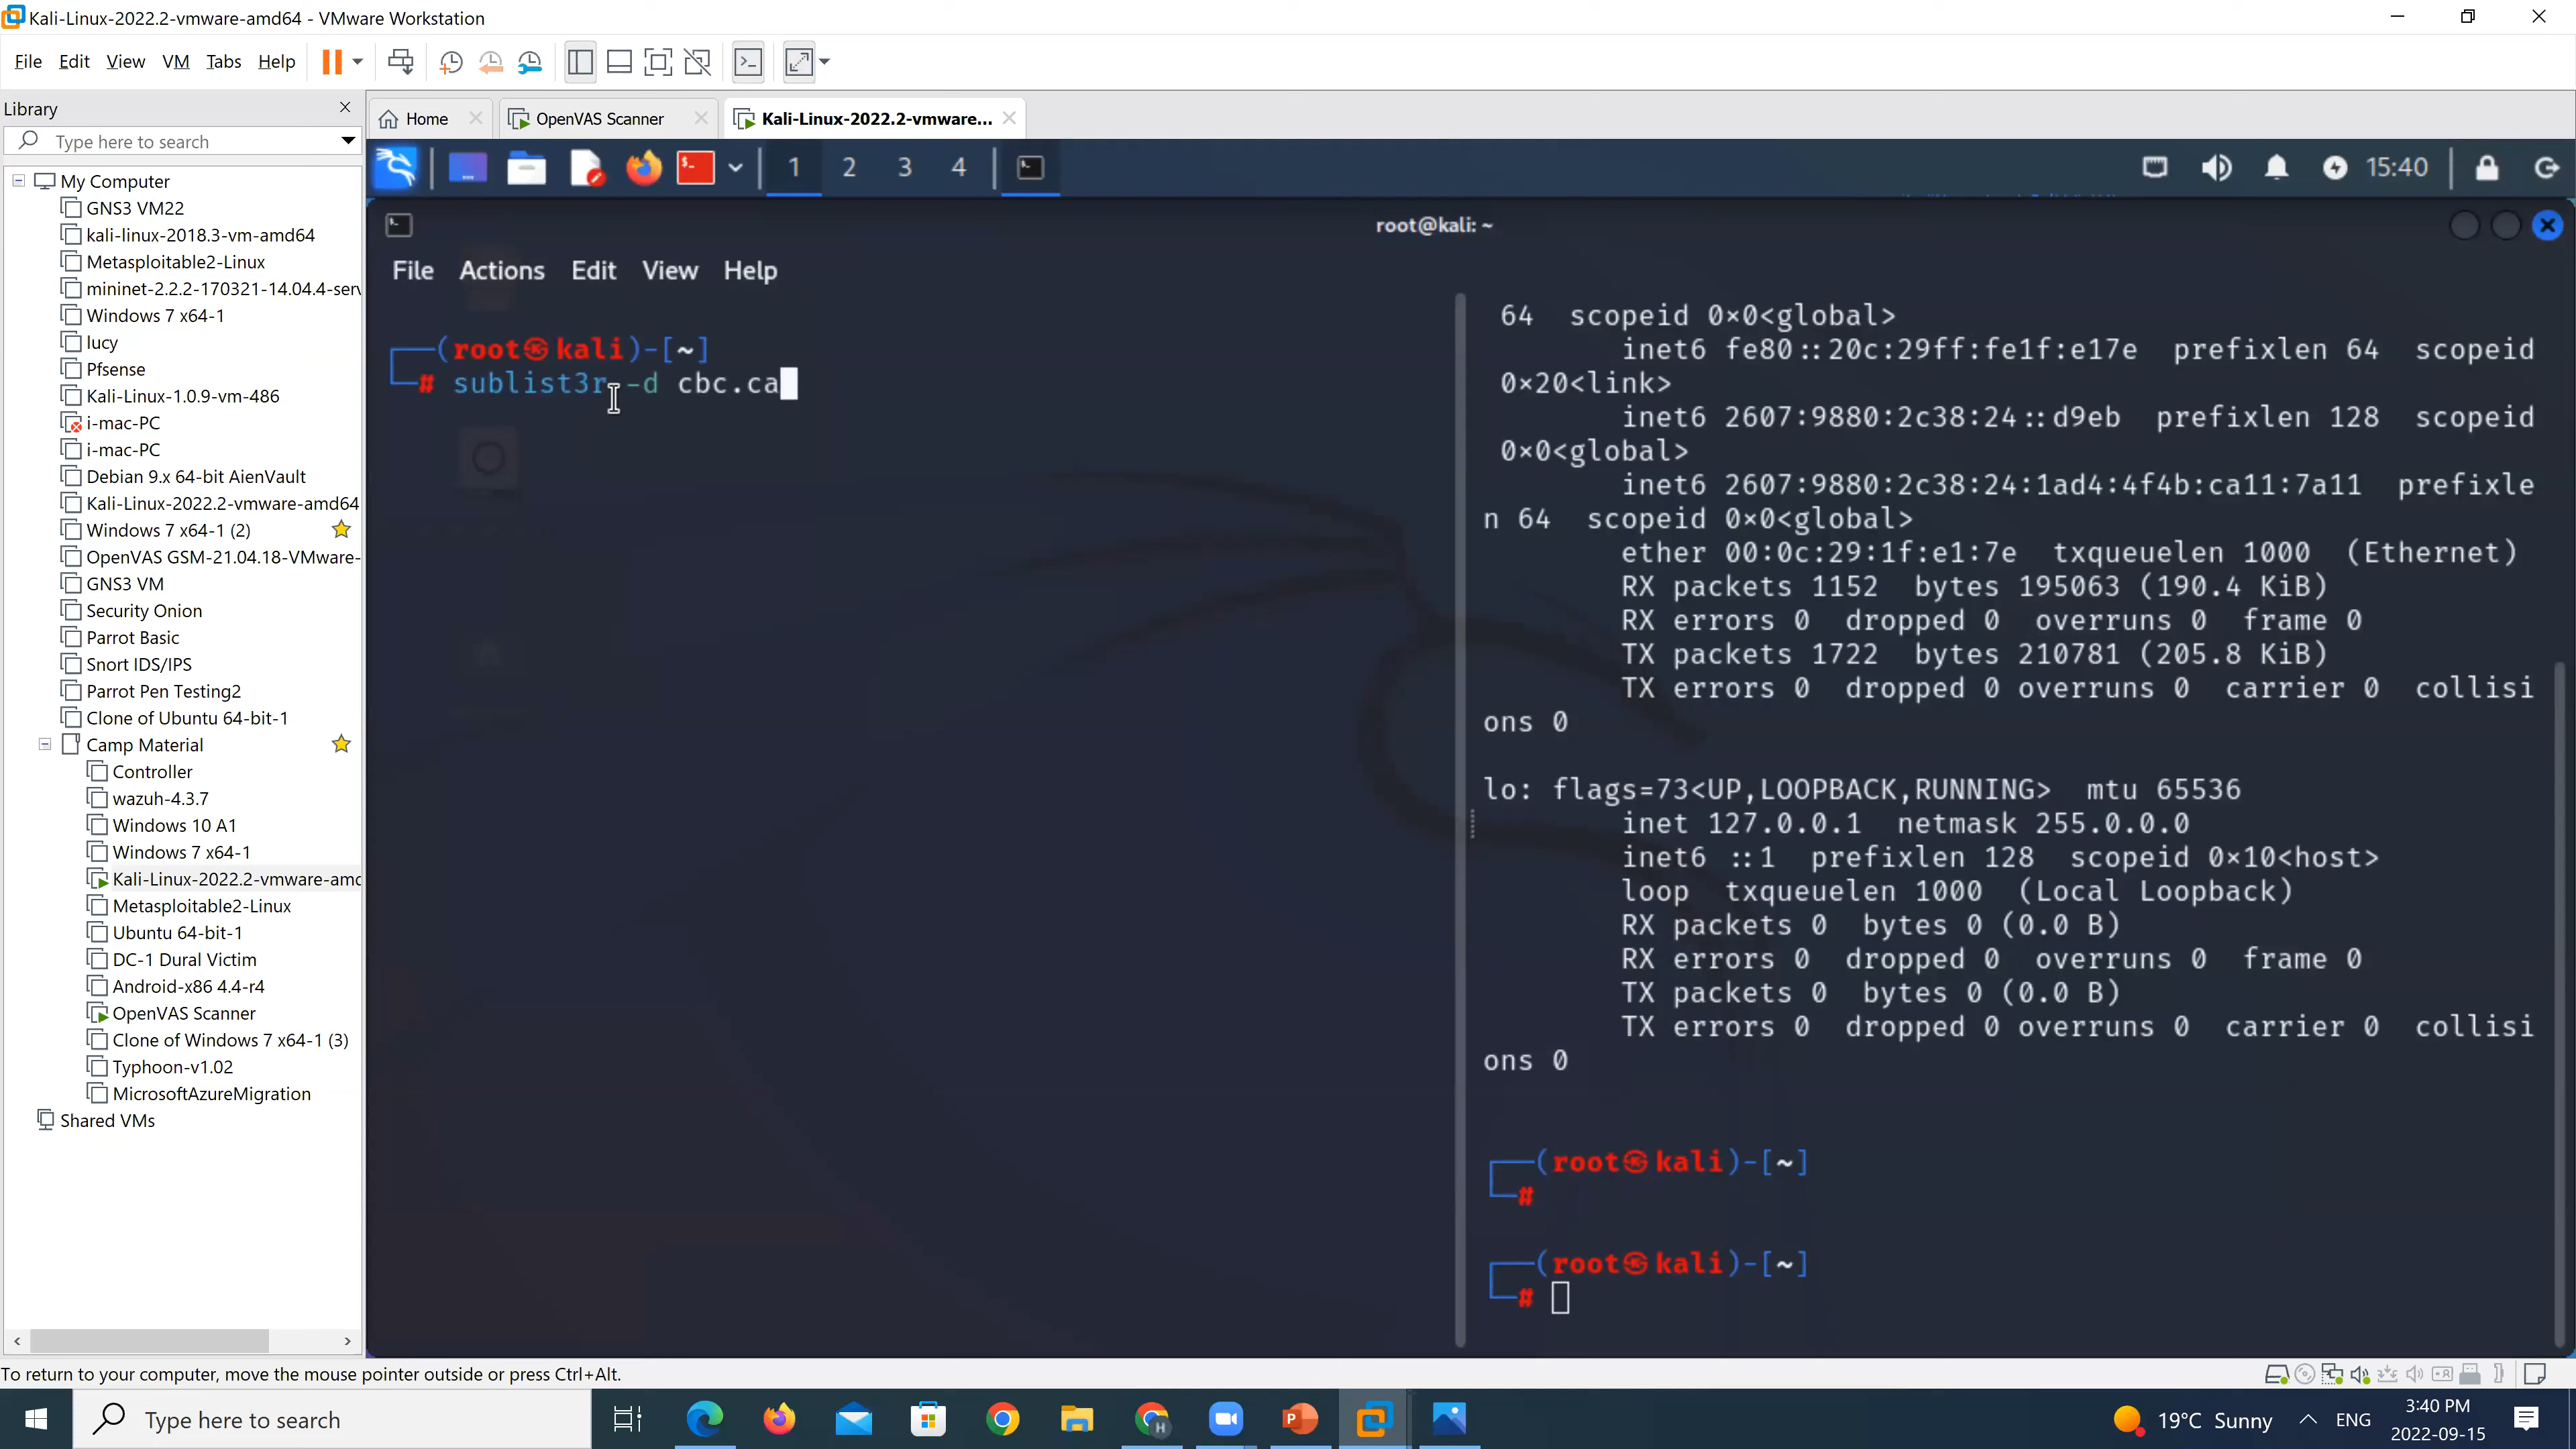 Kali-Linux-2022.2-vmware-amd64 - VMware Workstation
File Edit View VM Tabs Help
Library
Type here to search
My Computer
GNS3 VM22
kali-linux-2018.3-vm-amd64
Metasploitable2-Linux
mininet-2.2.2-170321-14.04.4-serv
Windows 7 x64-1
lucy
Pfsense
Kali-Linux-1.0.9-vm-486
i-mac-PC
i-mac-PC
Debian 9.x 64-bit AienVault
Kali-Linux-2022.2-vmware-amd64
Windows 7 x64-1 (2)
OpenVAS GSM-21.04.18-VMware-
GNS3 VM
Security Onion
Parrot Basic
Snort IDS/IPS
Parrot Pen Testing2
Clone of Ubuntu 64-bit-1
Camp Material
Controller
wazuh-4.3.7
Windows 10 A1
Windows 7 x64-1
Kali-Linux-2022.2-vmware-amd
Metasploitable2-Linux
Ubuntu 64-bit-1
DC-1 Dural Victim
Android-x86 4.4-r4
OpenVAS Scanner
Clone of Windows 7 x64-1 (3)
Typhoon-v1.02
MicrosoftAzureMigration
Shared VMs
Home OpenVAS Scanner Kali-Linux-2022.2-vmware...
1 2 3 4 15:40
root@kali: ~
File Actions Edit View Help
(root㉿kali)-[~]
# sublist3r -d cbc.ca
64 scopeid 0×0<global>
inet6 fe80::20c:29ff:fe1f:e17e prefixlen 64 scopeid
0×20<link>
inet6 2607:9880:2c38:24::d9eb prefixlen 128 scopeid
0×0<global>
inet6 2607:9880:2c38:24:1ad4:4f4b:ca11:7a11 prefixle
n 64 scopeid 0×0<global>
ether 00:0c:29:1f:e1:7e txqueuelen 1000 (Ethernet)
RX packets 1152 bytes 195063 (190.4 KiB)
RX errors 0 dropped 0 overruns 0 frame 0
TX packets 1722 bytes 210781 (205.8 KiB)
TX errors 0 dropped 0 overruns 0 carrier 0 collisi
ons 0
lo: flags=73<UP,LOOPBACK,RUNNING> mtu 65536
inet 127.0.0.1 netmask 255.0.0.0
inet6 ::1 prefixlen 128 scopeid 0×10<host>
loop txqueuelen 1000 (Local Loopback)
RX packets 0 bytes 0 (0.0 B)
RX errors 0 dropped 0 overruns 0 frame 0
TX packets 0 bytes 0 (0.0 B)
TX errors 0 dropped 0 overruns 0 carrier 0 collisi
ons 0
(root㉿kali)-[~]
#
(root㉿kali)-[~]
#
To return to your computer, move the mouse pointer outside or press Ctrl+Alt.
Type here to search
19°C Sunny
ENG
3:40 PM
2022-09-15